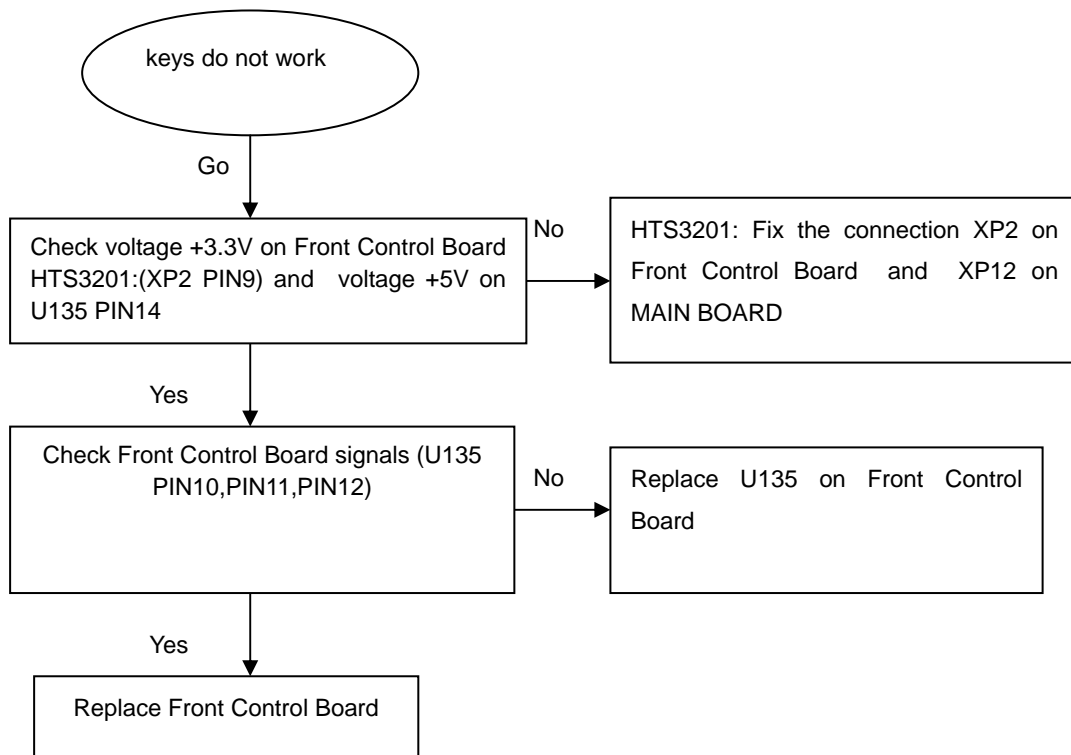 keys do not work
Go
Check voltage +3.3V on Front Control Board
HTS3201:(XP2 PIN9) and voltage +5V on
U135 PIN14
No
HTS3201: Fix the connection XP2 on
Front Control Board and XP12 on
MAIN BOARD
Yes
Check Front Control Board signals (U135
PIN10,PIN11,PIN12)
No
Replace U135 on Front Control
Board
Yes
Replace Front Control Board